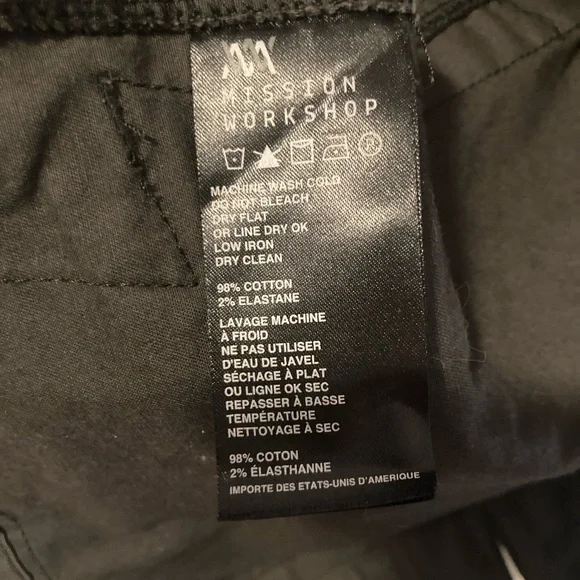 MISSION
WORKSHOP
MACHINE WASH COLD
DO NOT BLEACH
DRY FLAT
OR LINE DRY OK
LOW IRON
DRY CLEAN
98% COTTON
2% ELASTANE
LAVAGE MACHINE
À FROID
NE PAS UTILISER
D'EAU DE JAVEL
SÉCHAGE À PLAT
OU LIGNE OK SEC
REPASSER À BASSE
TEMPÉRATURE
NETTOYAGE À SEC
98% COTON
2% ÉLASTHANNE
IMPORTE DES ETATS-UNIS D'AMERIQUE